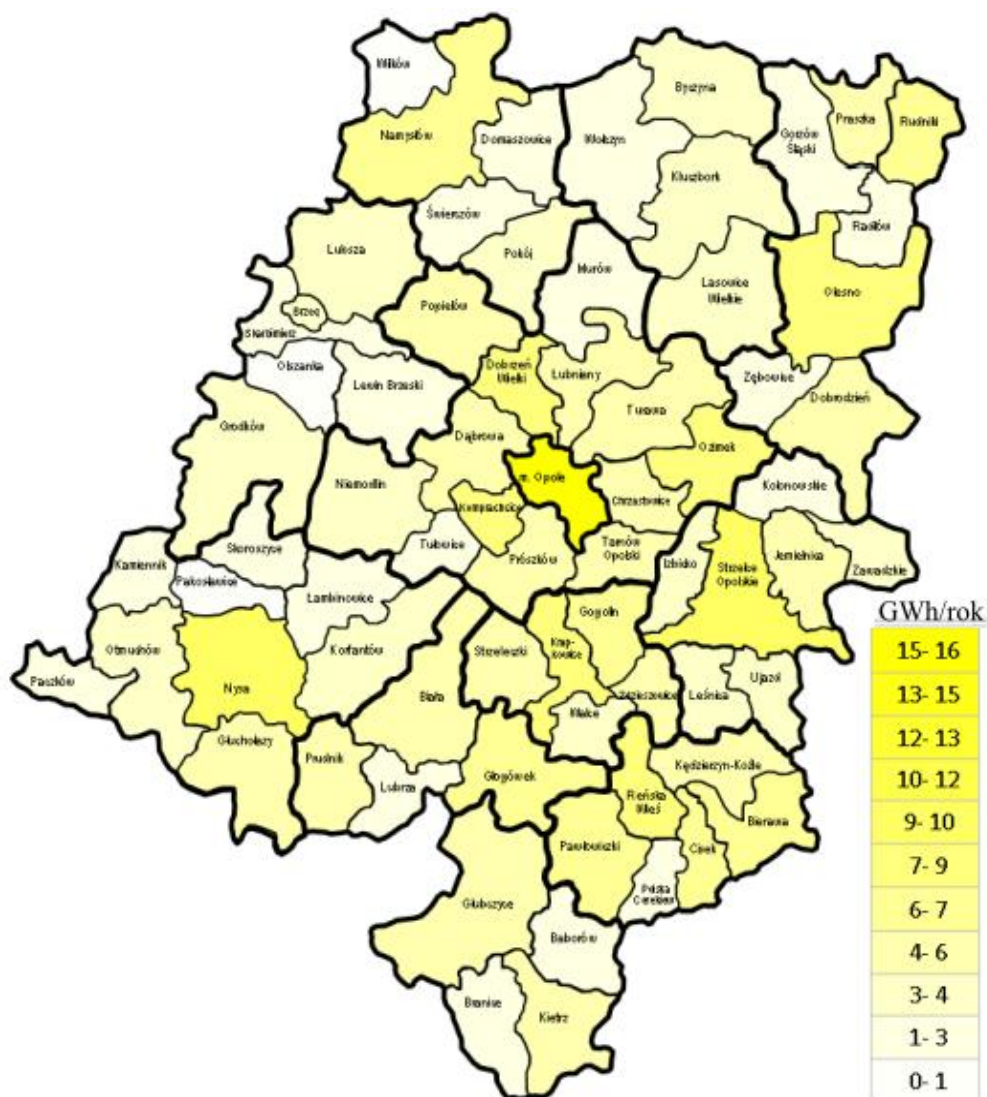 Wilków
Namysłów
Domaszowice
Wołczyn
Byczyna
Gorzów
Śląski
Praszka
Rudniki
Kluczbork
Radłów
Świerczów
Pokój
Lubsza
Murów
Lasowice
Wielkie
Olesno
Popielów
Brzeg
Skarbimierz
Olszanka
Lewin Brzeski
Dobrzeń
Wielki
Łubniany
Turawa
Zębowice
Dobrodzień
Grodków
Dąbrowa
Ozimek
Niemodlin
m. Opole
Chrząstowice
Kolonowskie
Komprachcice
Skoroszyce
Tułowice
Prószków
Tarnów
Opolski
Izbicko
Strzelce
Opolskie
Jemielnica
Zawadzkie
Kamiennik
Pakosławice
Łambinowice
Gogolin
Otmuchów
Korfantów
Strzeleczki
Krap-
kowice
Paczków
Nysa
Biała
Zdzieszowice
Leśnica
Ujazd
Walce
Głuchołazy
Prudnik
Lubrza
Głogówek
Kędzierzyn-Koźle
Reńska
Wieś
Bierawa
Pawłowiczki
Cisek
Polska
Cerekiew
Głubczyce
Baborów
Branice
Kietrz
GWh/rok
15- 16
13- 15
12- 13
10- 12
9- 10
7- 9
6- 7
4- 6
3- 4
1- 3
0- 1